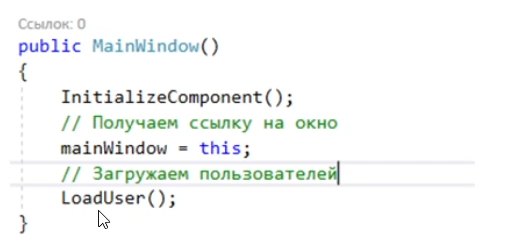 Ссылок: 0
public MainWindow()
{
InitializeComponent();
// Получаем ссылку на окно
mainWindow = this;
// Загружаем пользователей
LoadUser();
}